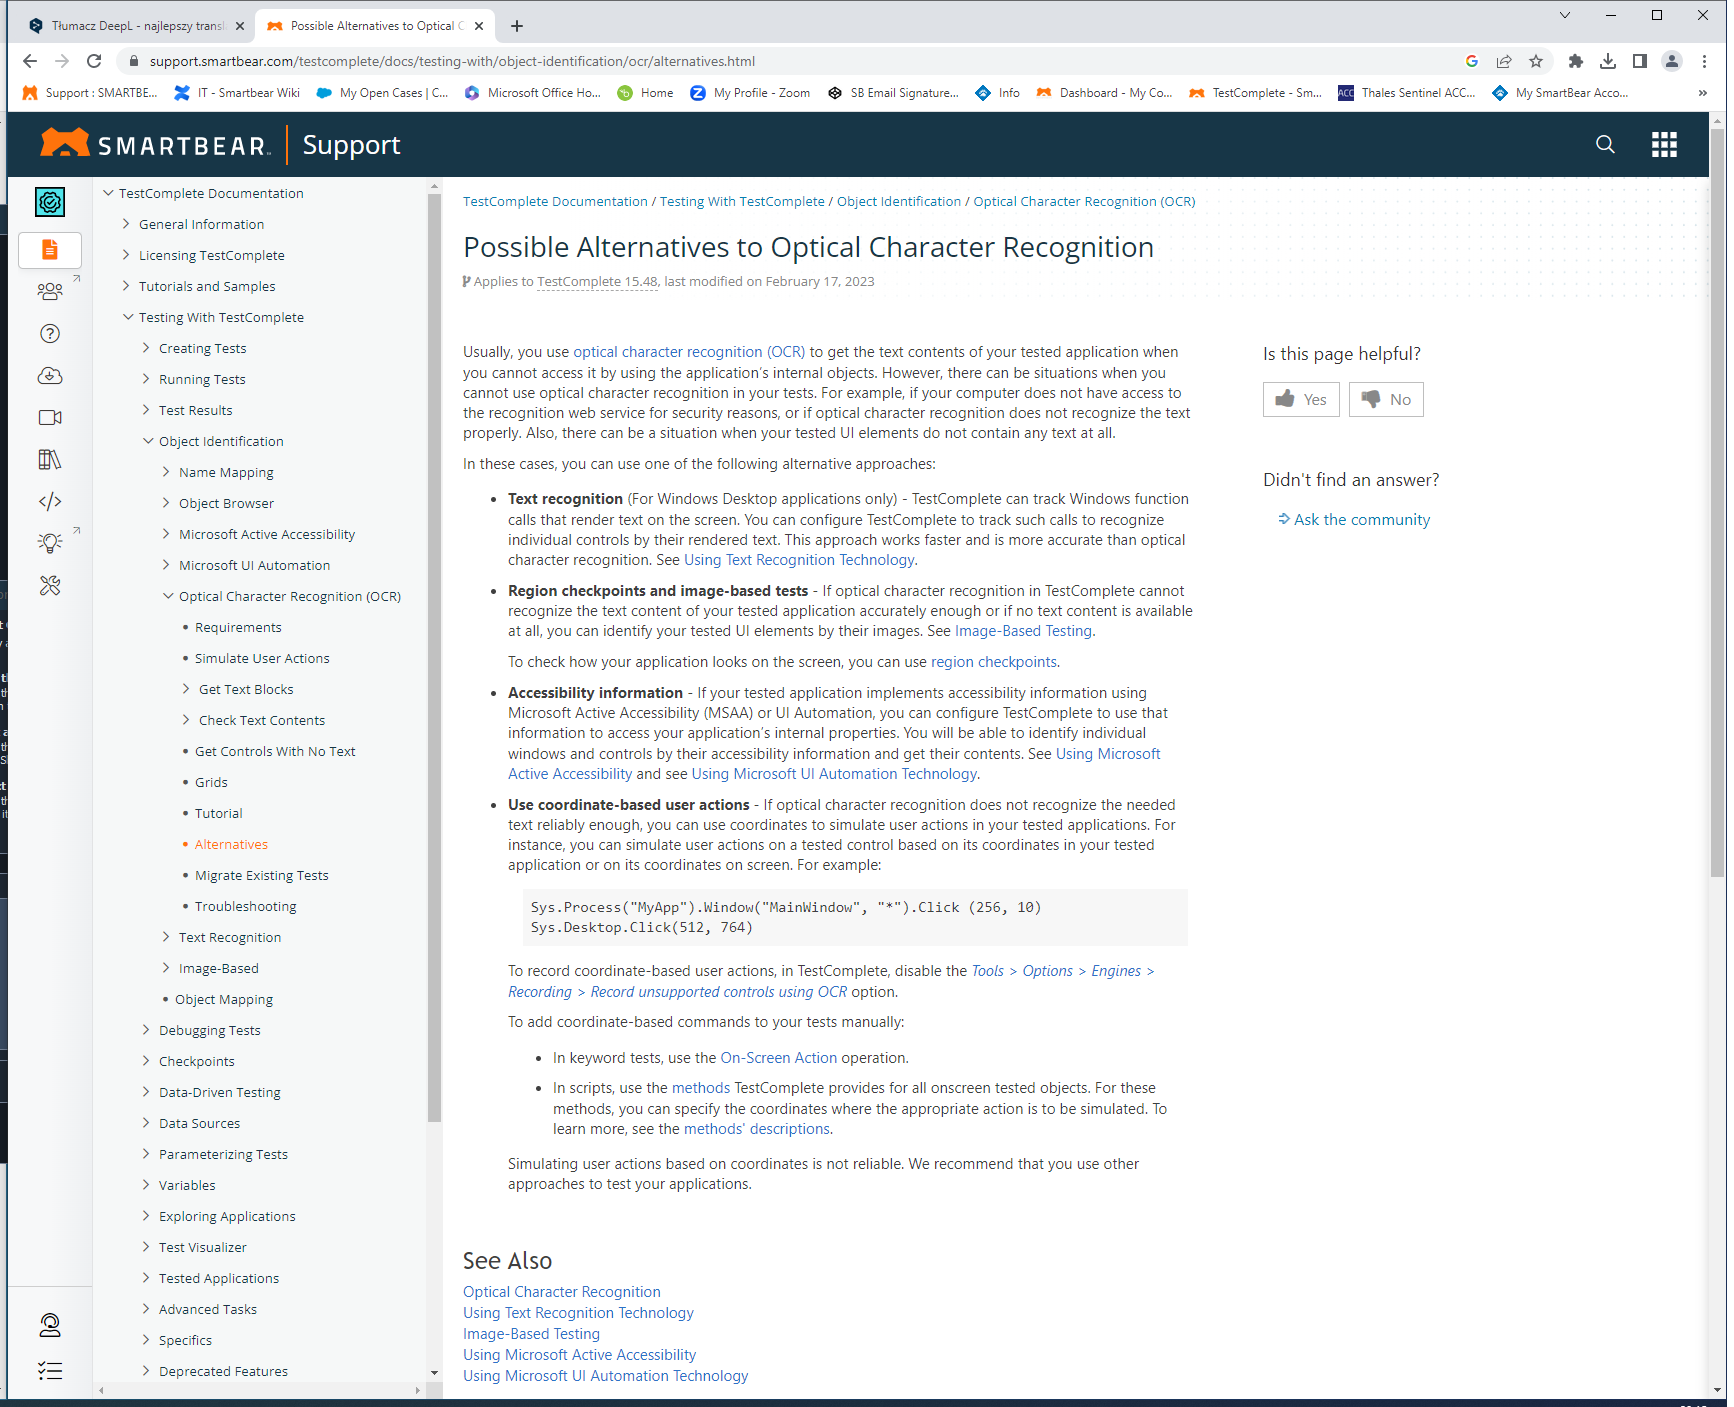 Tłumacz DeepL - najlepszy transl
Possible Alternatives to Optical C
support.smartbear.com/testcomplete/docs/testing-with/object-identification/ocr/alternatives.html
Support : SMARTBE...
IT - Smartbear Wiki
My Open Cases | C...
Microsoft Office Ho...
Home
My Profile - Zoom
SB Email Signature...
Info
Dashboard - My Co...
TestComplete - Sm...
ACC Thales Sentinel ACC...
My SmartBear Acco...
SMARTBEAR Support
TestComplete Documentation
General Information
Licensing TestComplete
Tutorials and Samples
Testing With TestComplete
Creating Tests
Running Tests
Test Results
Object Identification
Name Mapping
Object Browser
Microsoft Active Accessibility
Microsoft UI Automation
Optical Character Recognition (OCR)
• Requirements
• Simulate User Actions
Get Text Blocks
Check Text Contents
• Get Controls With No Text
• Grids
• Tutorial
• Alternatives
• Migrate Existing Tests
• Troubleshooting
Text Recognition
Image-Based
• Object Mapping
Debugging Tests
Checkpoints
Data-Driven Testing
Data Sources
Parameterizing Tests
Variables
Exploring Applications
Test Visualizer
Tested Applications
Advanced Tasks
Specifics
Deprecated Features
TestComplete Documentation / Testing With TestComplete / Object Identification / Optical Character Recognition (OCR)
Possible Alternatives to Optical Character Recognition
Applies to TestComplete 15.48, last modified on February 17, 2023
Usually, you use optical character recognition (OCR) to get the text contents of your tested application when
you cannot access it by using the application's internal objects. However, there can be situations when you
cannot use optical character recognition in your tests. For example, if your computer does not have access to
the recognition web service for security reasons, or if optical character recognition does not recognize the text
properly. Also, there can be a situation when your tested UI elements do not contain any text at all.
In these cases, you can use one of the following alternative approaches:
• Text recognition (For Windows Desktop applications only) - TestComplete can track Windows function
calls that render text on the screen. You can configure TestComplete to track such calls to recognize
individual controls by their rendered text. This approach works faster and is more accurate than optical
character recognition. See Using Text Recognition Technology.
• Region checkpoints and image-based tests - If optical character recognition in TestComplete cannot
recognize the text content of your tested application accurately enough or if no text content is available
at all, you can identify your tested UI elements by their images. See Image-Based Testing.
To check how your application looks on the screen, you can use region checkpoints.
• Accessibility information - If your tested application implements accessibility information using
Microsoft Active Accessibility (MSAA) or UI Automation, you can configure TestComplete to use that
information to access your application's internal properties. You will be able to identify individual
windows and controls by their accessibility information and get their contents. See Using Microsoft
Active Accessibility and see Using Microsoft UI Automation Technology.
• Use coordinate-based user actions - If optical character recognition does not recognize the needed
text reliably enough, you can use coordinates to simulate user actions in your tested applications. For
instance, you can simulate user actions on a tested control based on its coordinates in your tested
application or on its coordinates on screen. For example:
Sys.Process("MyApp").Window("MainWindow", "*").Click (256, 10)
Sys.Desktop.Click(512, 764)
To record coordinate-based user actions, in TestComplete, disable the Tools > Options > Engines >
Recording > Record unsupported controls using OCR option.
To add coordinate-based commands to your tests manually:
• In keyword tests, use the On-Screen Action operation.
• In scripts, use the methods TestComplete provides for all onscreen tested objects. For these
methods, you can specify the coordinates where the appropriate action is to be simulated. To
learn more, see the methods' descriptions.
Simulating user actions based on coordinates is not reliable. We recommend that you use other
approaches to test your applications.
See Also
Optical Character Recognition
Using Text Recognition Technology
Image-Based Testing
Using Microsoft Active Accessibility
Using Microsoft UI Automation Technology
Is this page helpful?
Yes
No
Didn't find an answer?
Ask the community